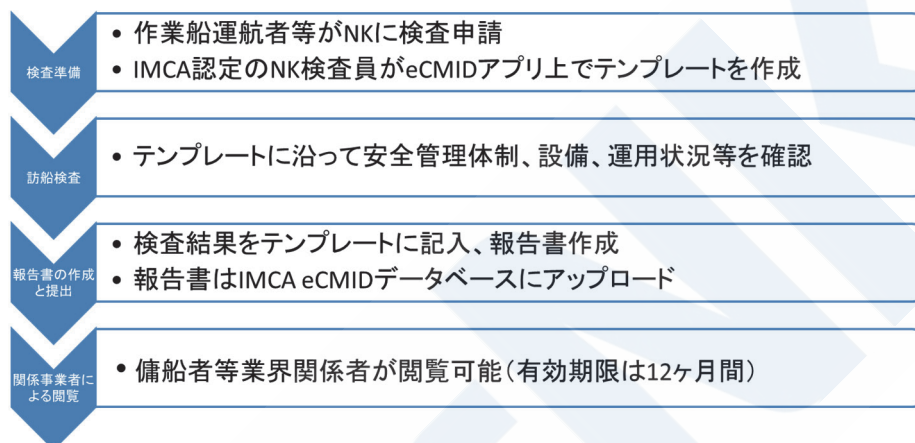 検査準備
• 作業船運航者等がNKに検査申請
• IMCA認定のNK検査員がeCMIDアプリ上でテンプレートを作成
訪船検査
• テンプレートに沿って安全管理体制、設備、運用状況等を確認
報告書の作成
と提出
• 検査結果をテンプレートに記入、報告書作成
• 報告書はIMCA eCMIDデータベースにアップロード
関係事業者に
よる閲覧
• 傭船者等業界関係者が閲覧可能(有効期限は12ヶ月間)